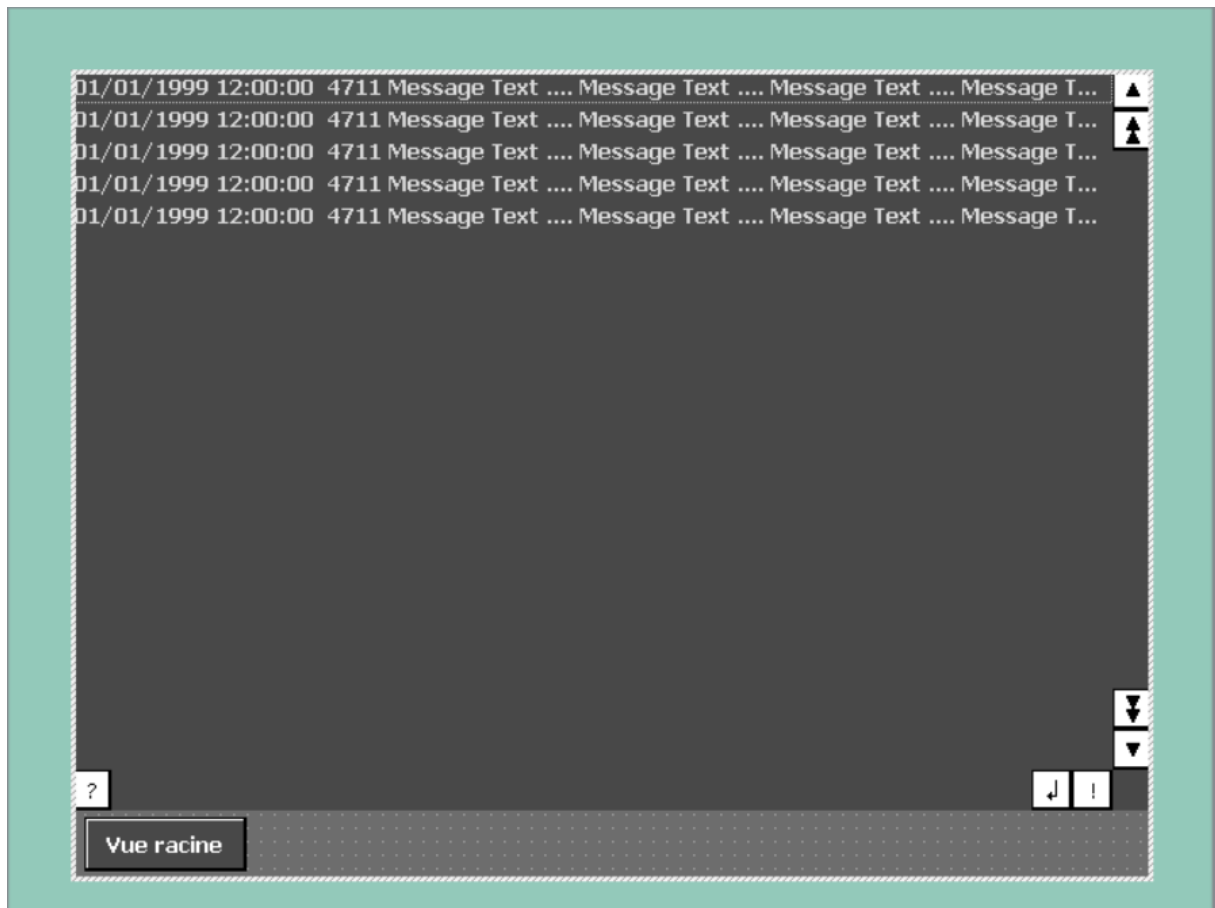 01/01/1999 12:00:00 4711 Message Text .... Message Text .... Message Text .... Message T...
01/01/1999 12:00:00 4711 Message Text .... Message Text .... Message Text .... Message T...
01/01/1999 12:00:00 4711 Message Text .... Message Text .... Message Text .... Message T...
01/01/1999 12:00:00 4711 Message Text .... Message Text .... Message Text .... Message T...
01/01/1999 12:00:00 4711 Message Text .... Message Text .... Message Text .... Message T...
? !
Vue racine